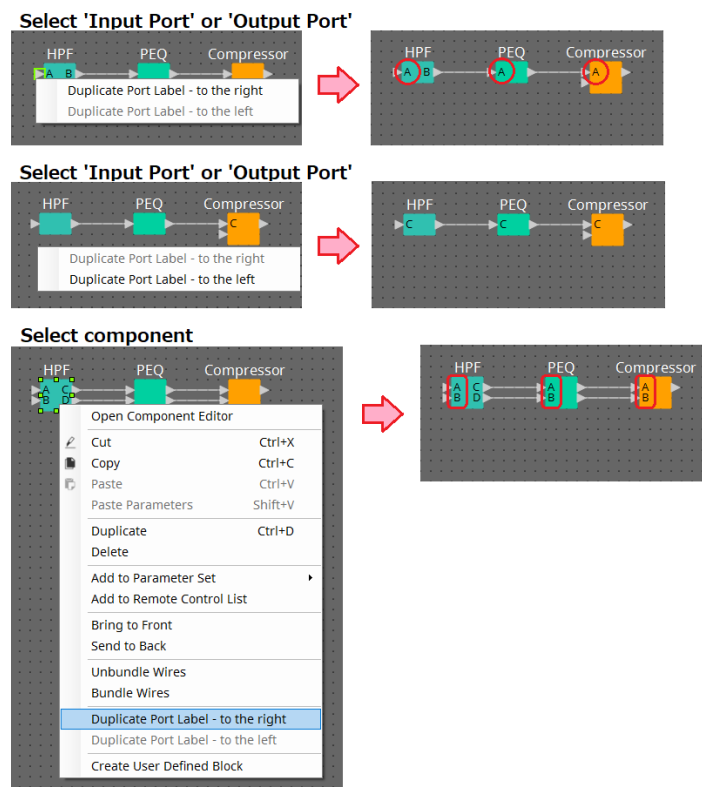 Select 'Input Port' or 'Output Port'
HPF PEQ Compressor
A B
Duplicate Port Label - to the right
Duplicate Port Label - to the left
HPF PEQ Compressor
A B A A
Select 'Input Port' or 'Output Port'
HPF PEQ Compressor
C
Duplicate Port Label - to the right
Duplicate Port Label - to the left
HPF PEQ Compressor
C C C
Select component
HPF PEQ Compressor
A C
B D
Open Component Editor
Cut Ctrl+X
Copy Ctrl+C
Paste Ctrl+V
Paste Parameters Shift+V
Duplicate Ctrl+D
Delete
Add to Parameter Set
Add to Remote Control List
Bring to Front
Send to Back
Unbundle Wires
Bundle Wires
Duplicate Port Label - to the right
Duplicate Port Label - to the left
Create User Defined Block
HPF PEQ Compressor
A C A A
B D B B